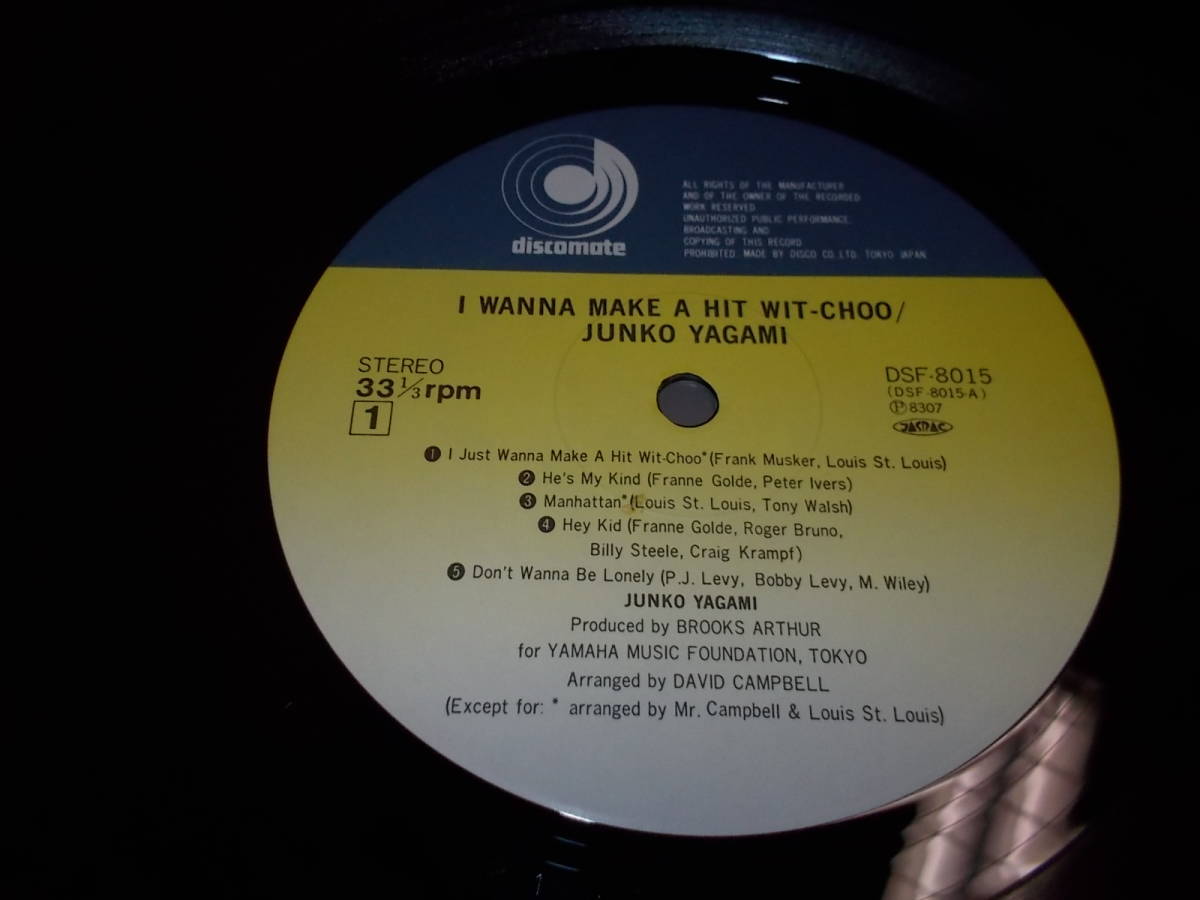 discomate
ALL RIGHTS OF THE MANUFACTURER
AND OF THE OWNER OF THE RECORDED
WORK RESERVED
UNAUTHORIZED PUBLIC PERFORMANCE.
BROADCASTING AND
COPYING OF THIS RECORD
PROHIBITED. MADE BY DISCO CO. LTD. TOKYO JAPAN
I WANNA MAKE A HIT WIT-CHOO/
JUNKO YAGAMI
STEREO
33 1/3 rpm
1
DSF-8015
(DSF-8015-A)
Ⓟ8307
JASRAC
❶ I Just Wanna Make A Hit Wit-Choo* (Frank Musker, Louis St. Louis)
❷ He's My Kind (Franne Golde, Peter Ivers)
❸ Manhattan* (Louis St. Louis, Tony Walsh)
❹ Hey Kid (Franne Golde, Roger Bruno,
Billy Steele, Craig Krampf)
❺ Don't Wanna Be Lonely (P.J. Levy, Bobby Levy, M. Wiley)
JUNKO YAGAMI
Produced by BROOKS ARTHUR
for YAMAHA MUSIC FOUNDATION, TOKYO
Arranged by DAVID CAMPBELL
(Except for: * arranged by Mr. Campbell & Louis St. Louis)